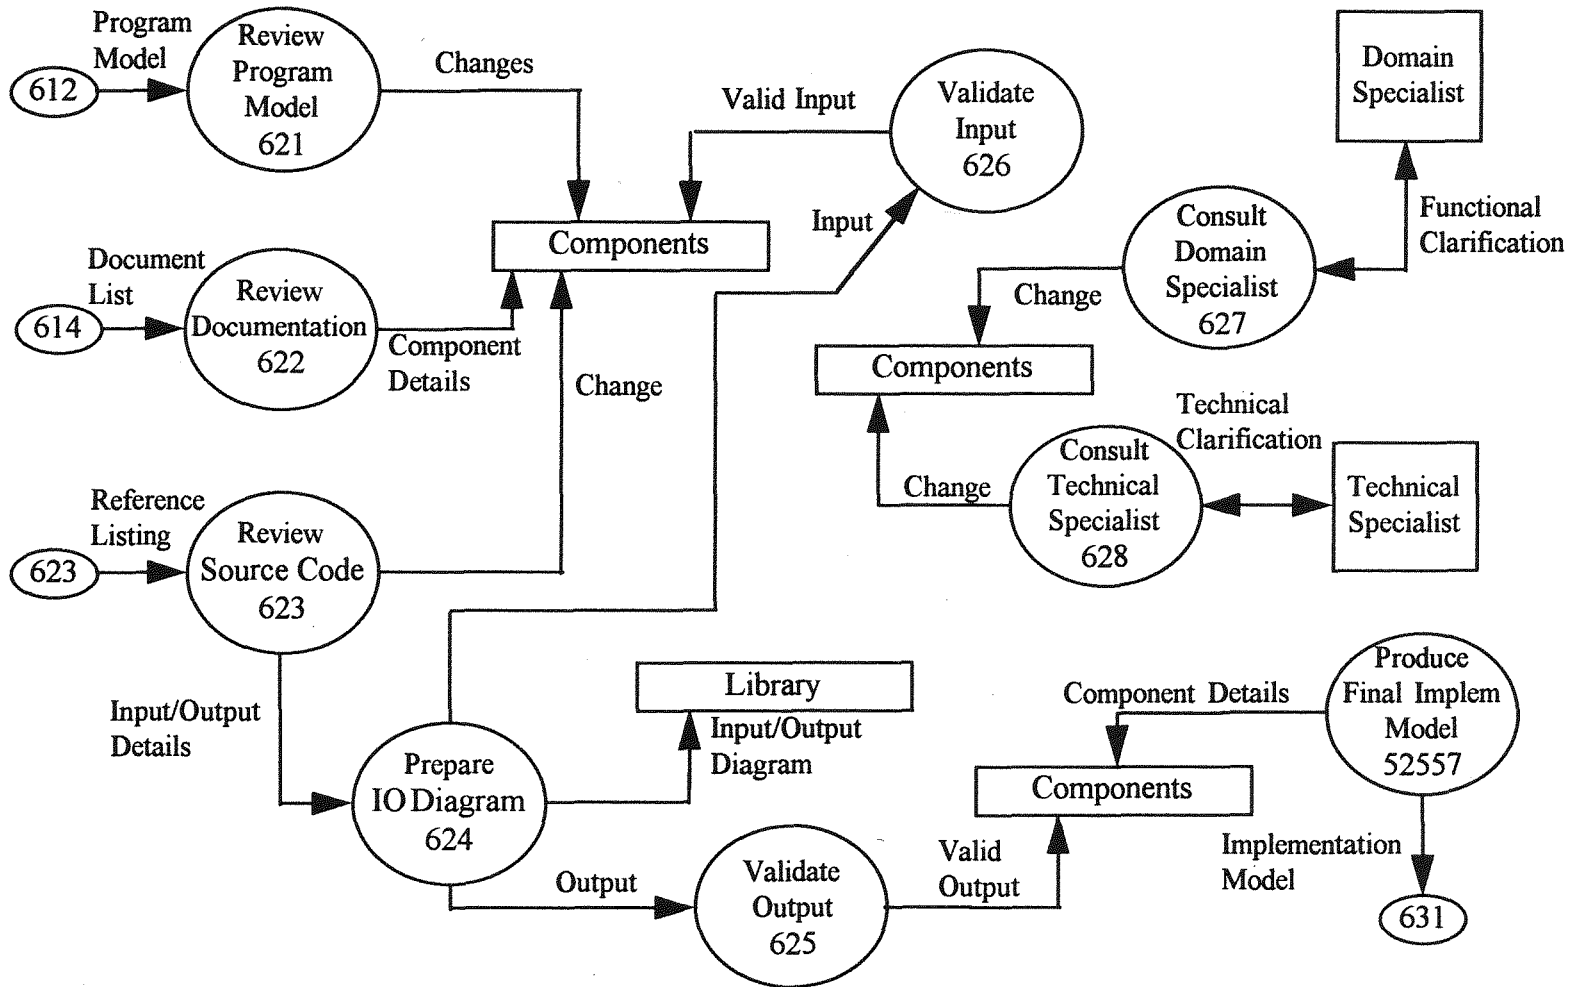 Program
Model
612
Review
Program
Model
621
Changes
Valid Input
Validate
Input
626
Domain
Specialist
Components
Input
Consult
Domain
Specialist
627
Functional
Clarification
Document
List
614
Review
Documentation
622
Component
Details
Change
Change
Components
Technical
Clarification
Reference
Listing
623
Review
Source Code
623
Change
Consult
Technical
Specialist
628
Technical
Specialist
Input/Output
Details
Library
Input/Output
Diagram
Component Details
Produce
Final Implem
Model
52557
Prepare
IO Diagram
624
Components
Output
Validate
Output
625
Valid
Output
Implementation
Model
631